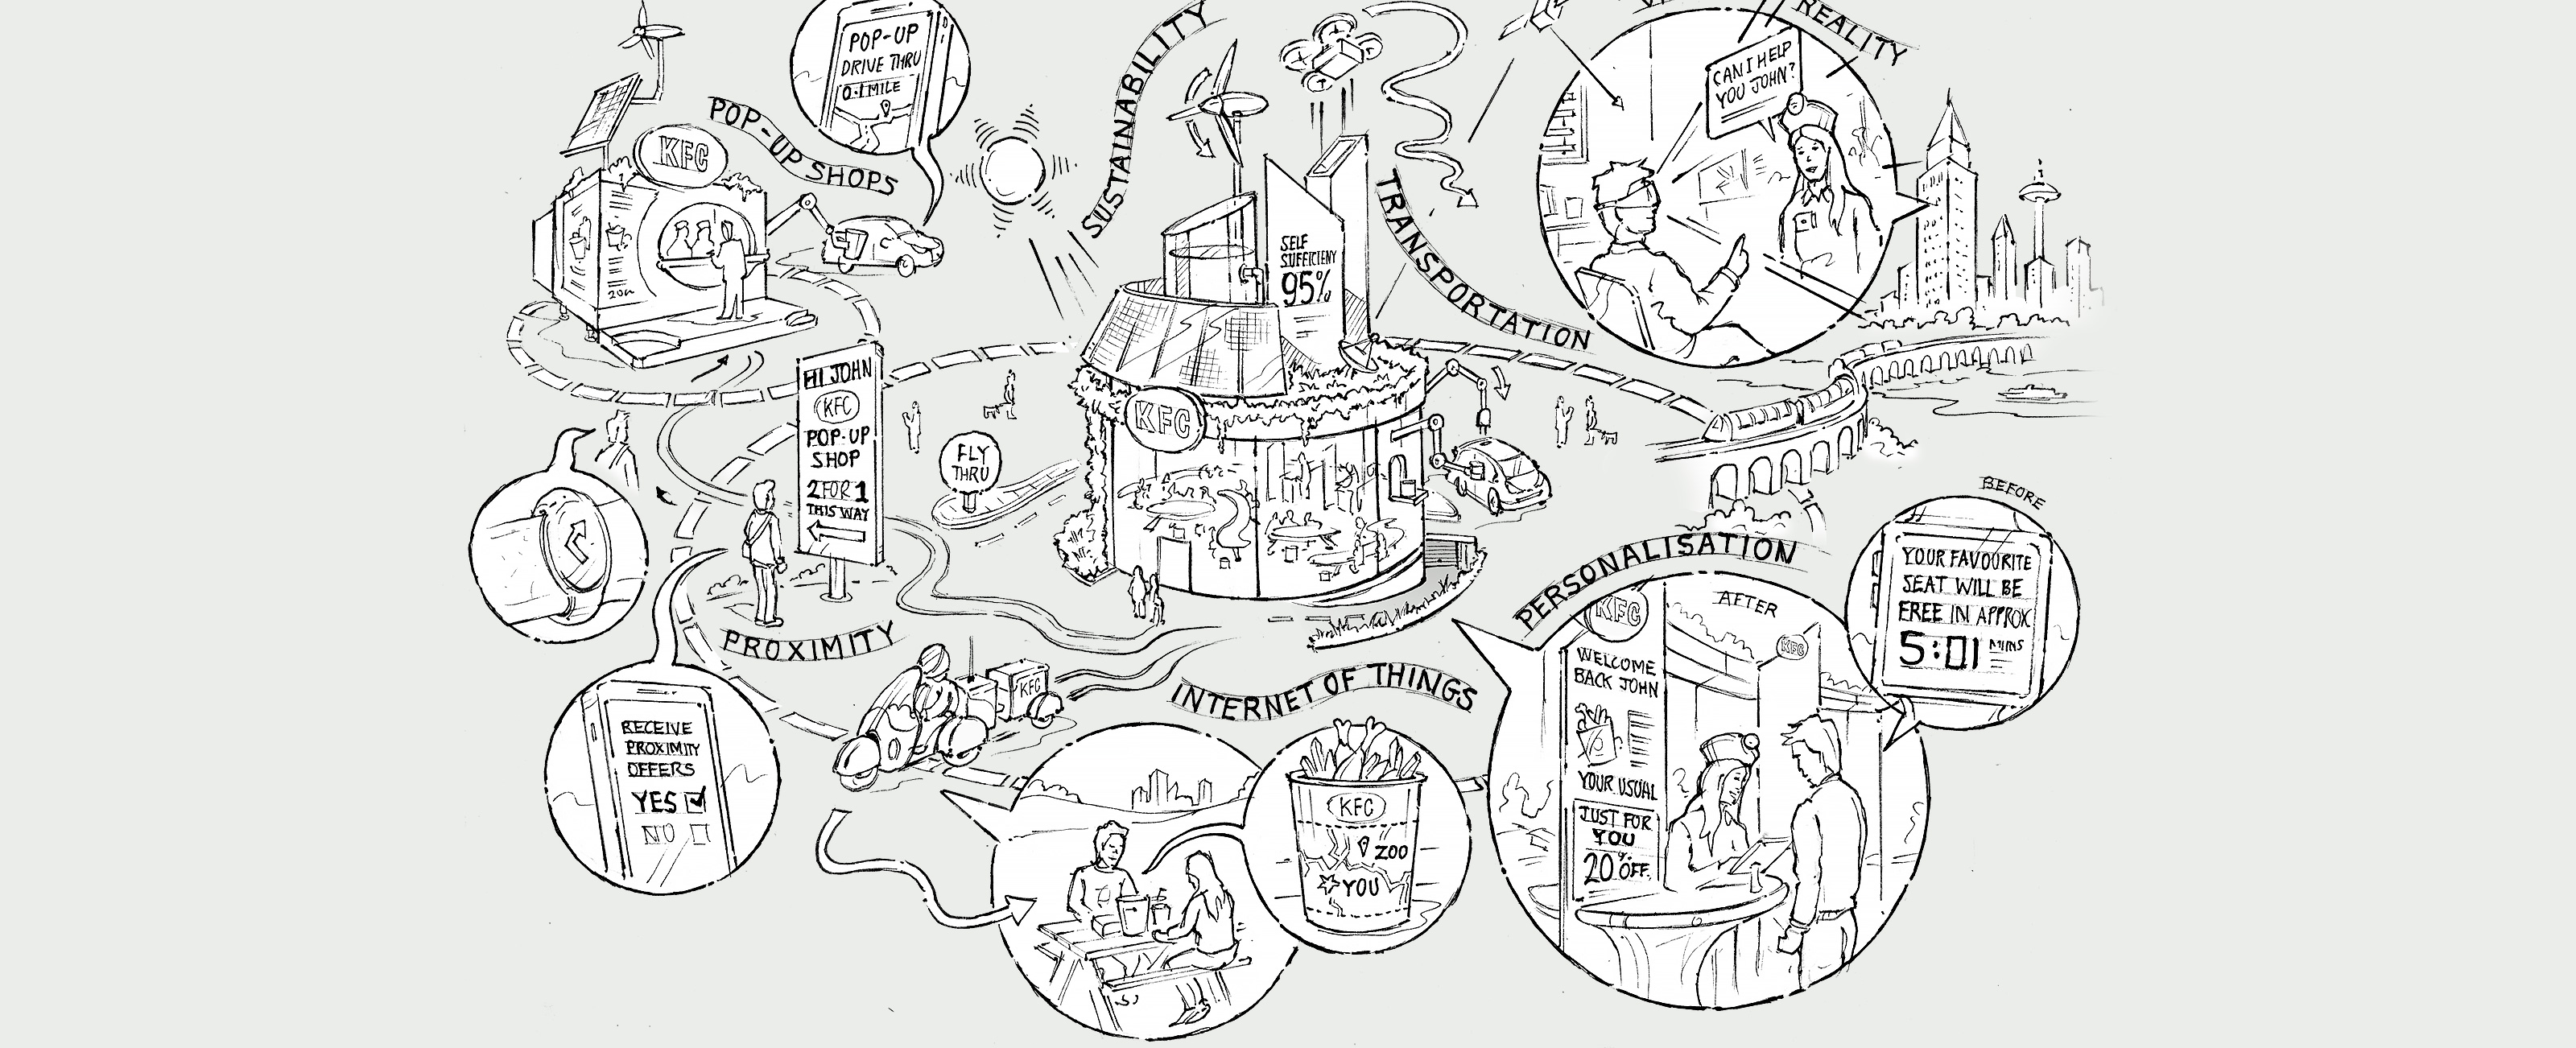 POP-UP
DRIVE THRU
0.1 MILE
KFC
POP-UP SHOPS
SUSTAINABILITY
REALITY
CAN I HELP
YOU JOHN?
TRANSPORTATION
SELF
SUFFICIENY
95%
HI JOHN
KFC
POP-UP
SHOP
2 FOR 1
THIS WAY
FLY
THRU
KFC
PROXIMITY
RECEIVE
PROXIMITY
OFFERS
YES
NO
KFC
INTERNET OF THINGS
KFC
ZOO
YOU
PERSONALISATION
BEFORE
YOUR FAVOURITE
SEAT WILL BE
FREE IN APPROX
5:01 MINS
AFTER
KFC
KFC
WELCOME
BACK JOHN
YOUR USUAL
JUST FOR
YOU
20% OFF